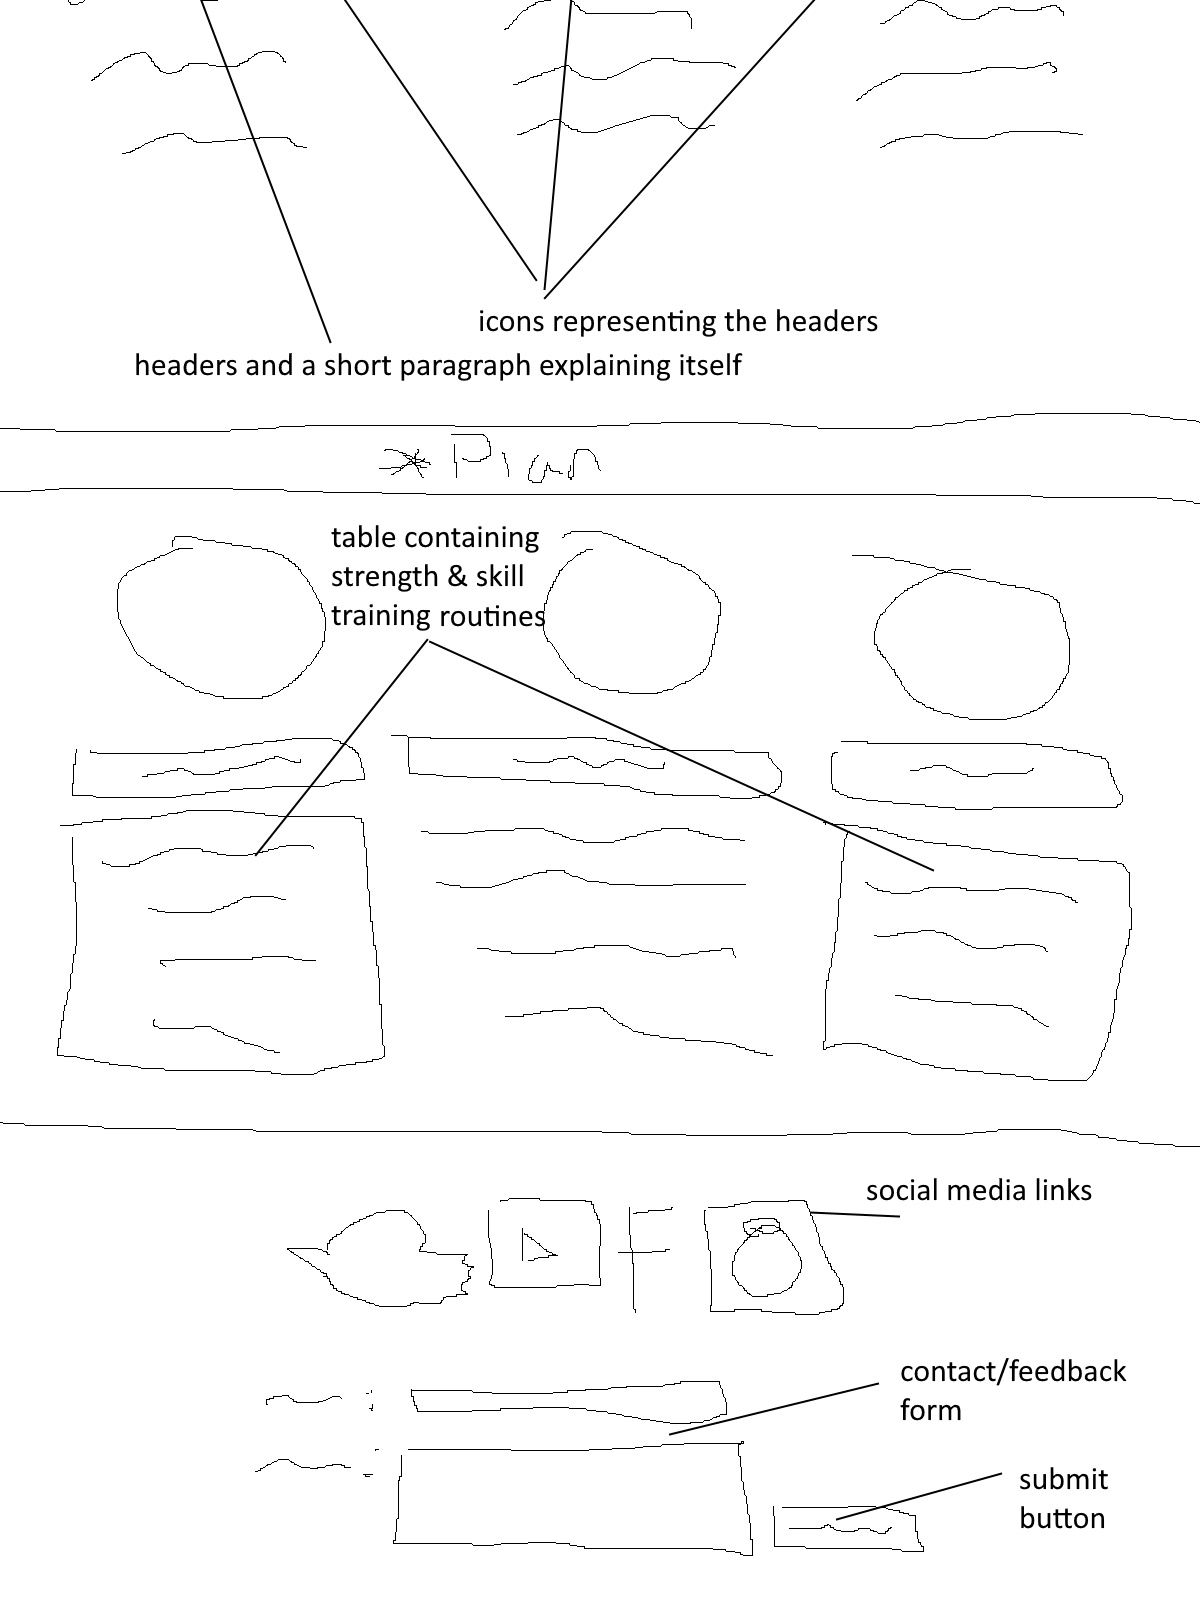 icons representing the headers
headers and a short paragraph explaining itself
* Plan
table containing
strength & skill
training routines
social media links
F
contact/feedback
form
submit
button